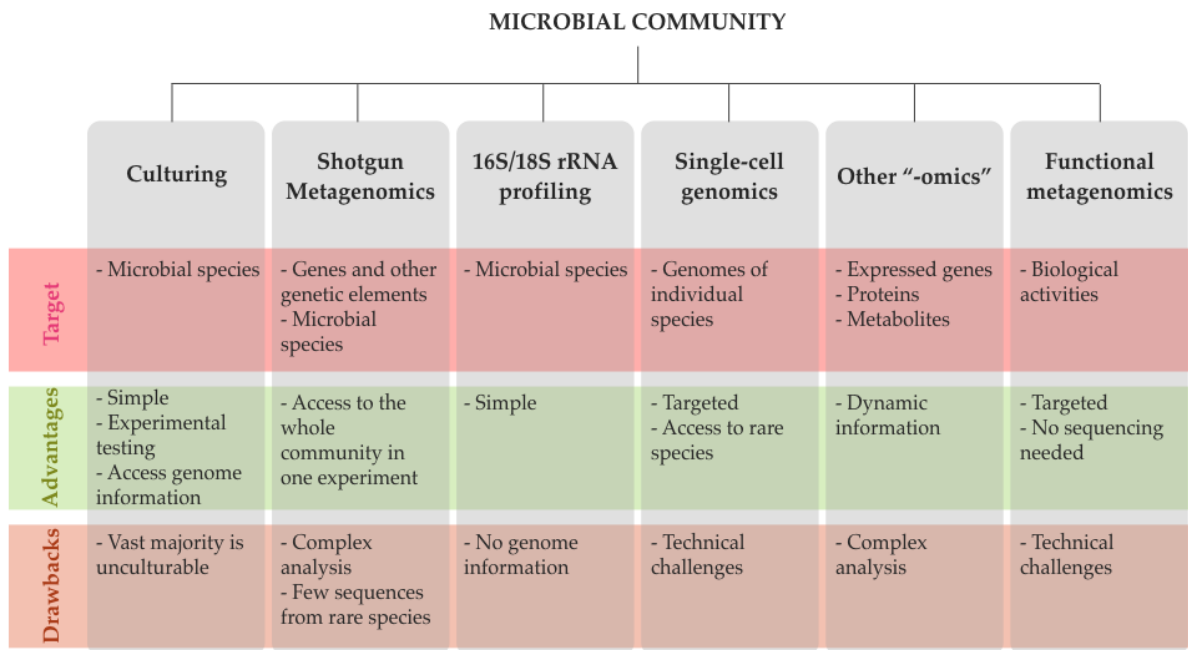 MICROBIAL COMMUNITY
Culturing
Shotgun
Metagenomics
16S/18S rRNA
profiling
Single-cell
genomics
Other “-omics”
Functional
metagenomics
Target
- Microbial species
- Genes and other
genetic elements
- Microbial
species
- Microbial species
- Genomes of
individual
species
- Expressed genes
- Proteins
- Metabolites
- Biological
activities
Advantages
- Simple
- Experimental
testing
- Access genome
information
- Access to the
whole
community in
one experiment
- Simple
- Targeted
- Access to rare
species
- Dynamic
information
- Targeted
- No sequencing
needed
Drawbacks
- Vast majority is
unculturable
- Complex
analysis
- Few sequences
from rare species
- No genome
information
- Technical
challenges
- Complex
analysis
- Technical
challenges